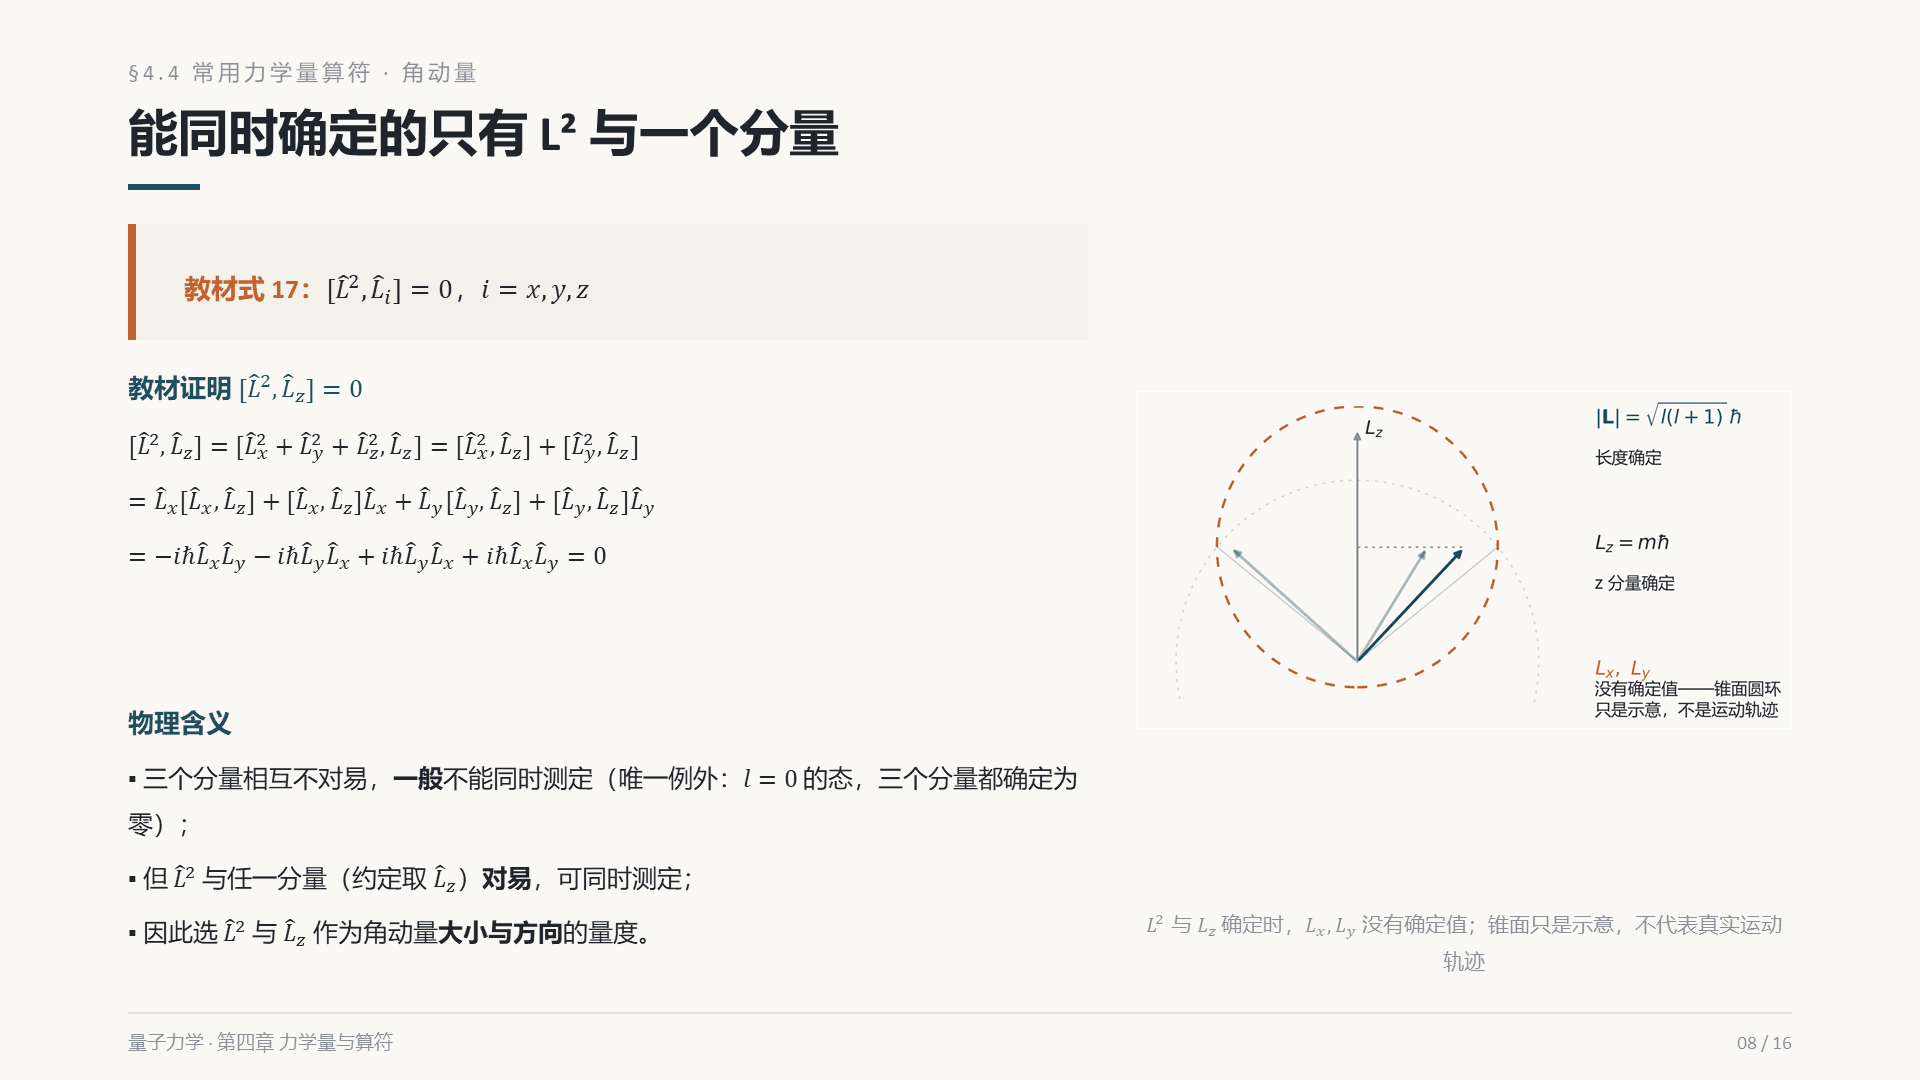 §4.4 常用力学量算符 · 角动量
能同时确定的只有 L² 与一个分量
教材式 17：[L̂², L̂ᵢ] = 0，i = x, y, z
教材证明 [L̂², L̂_z] = 0
[L̂², L̂_z] = [L̂_x² + L̂_y² + L̂_z², L̂_z] = [L̂_x², L̂_z] + [L̂_y², L̂_z]
= L̂_x[L̂_x, L̂_z] + [L̂_x, L̂_z]L̂_x + L̂_y[L̂_y, L̂_z] + [L̂_y, L̂_z]L̂_y
= −iħL̂_xL̂_y − iħL̂_yL̂_x + iħL̂_yL̂_x + iħL̂_xL̂_y = 0
物理含义
▪ 三个分量相互不对易，一般不能同时测定（唯一例外：l = 0 的态，三个分量都确定为
零）；
▪ 但 L̂² 与任一分量（约定取 L̂_z）对易，可同时测定；
▪ 因此选 L̂² 与 L̂_z 作为角动量大小与方向的量度。
L_z
|L| = √(l(l + 1)) ħ
长度确定
L_z = mħ
z 分量确定
L_x, L_y
没有确定值——锥面圆环
只是示意，不是运动轨迹
L² 与 L_z 确定时，L_x, L_y 没有确定值；锥面只是示意，不代表真实运动
轨迹
量子力学 · 第四章 力学量与算符
08 / 16